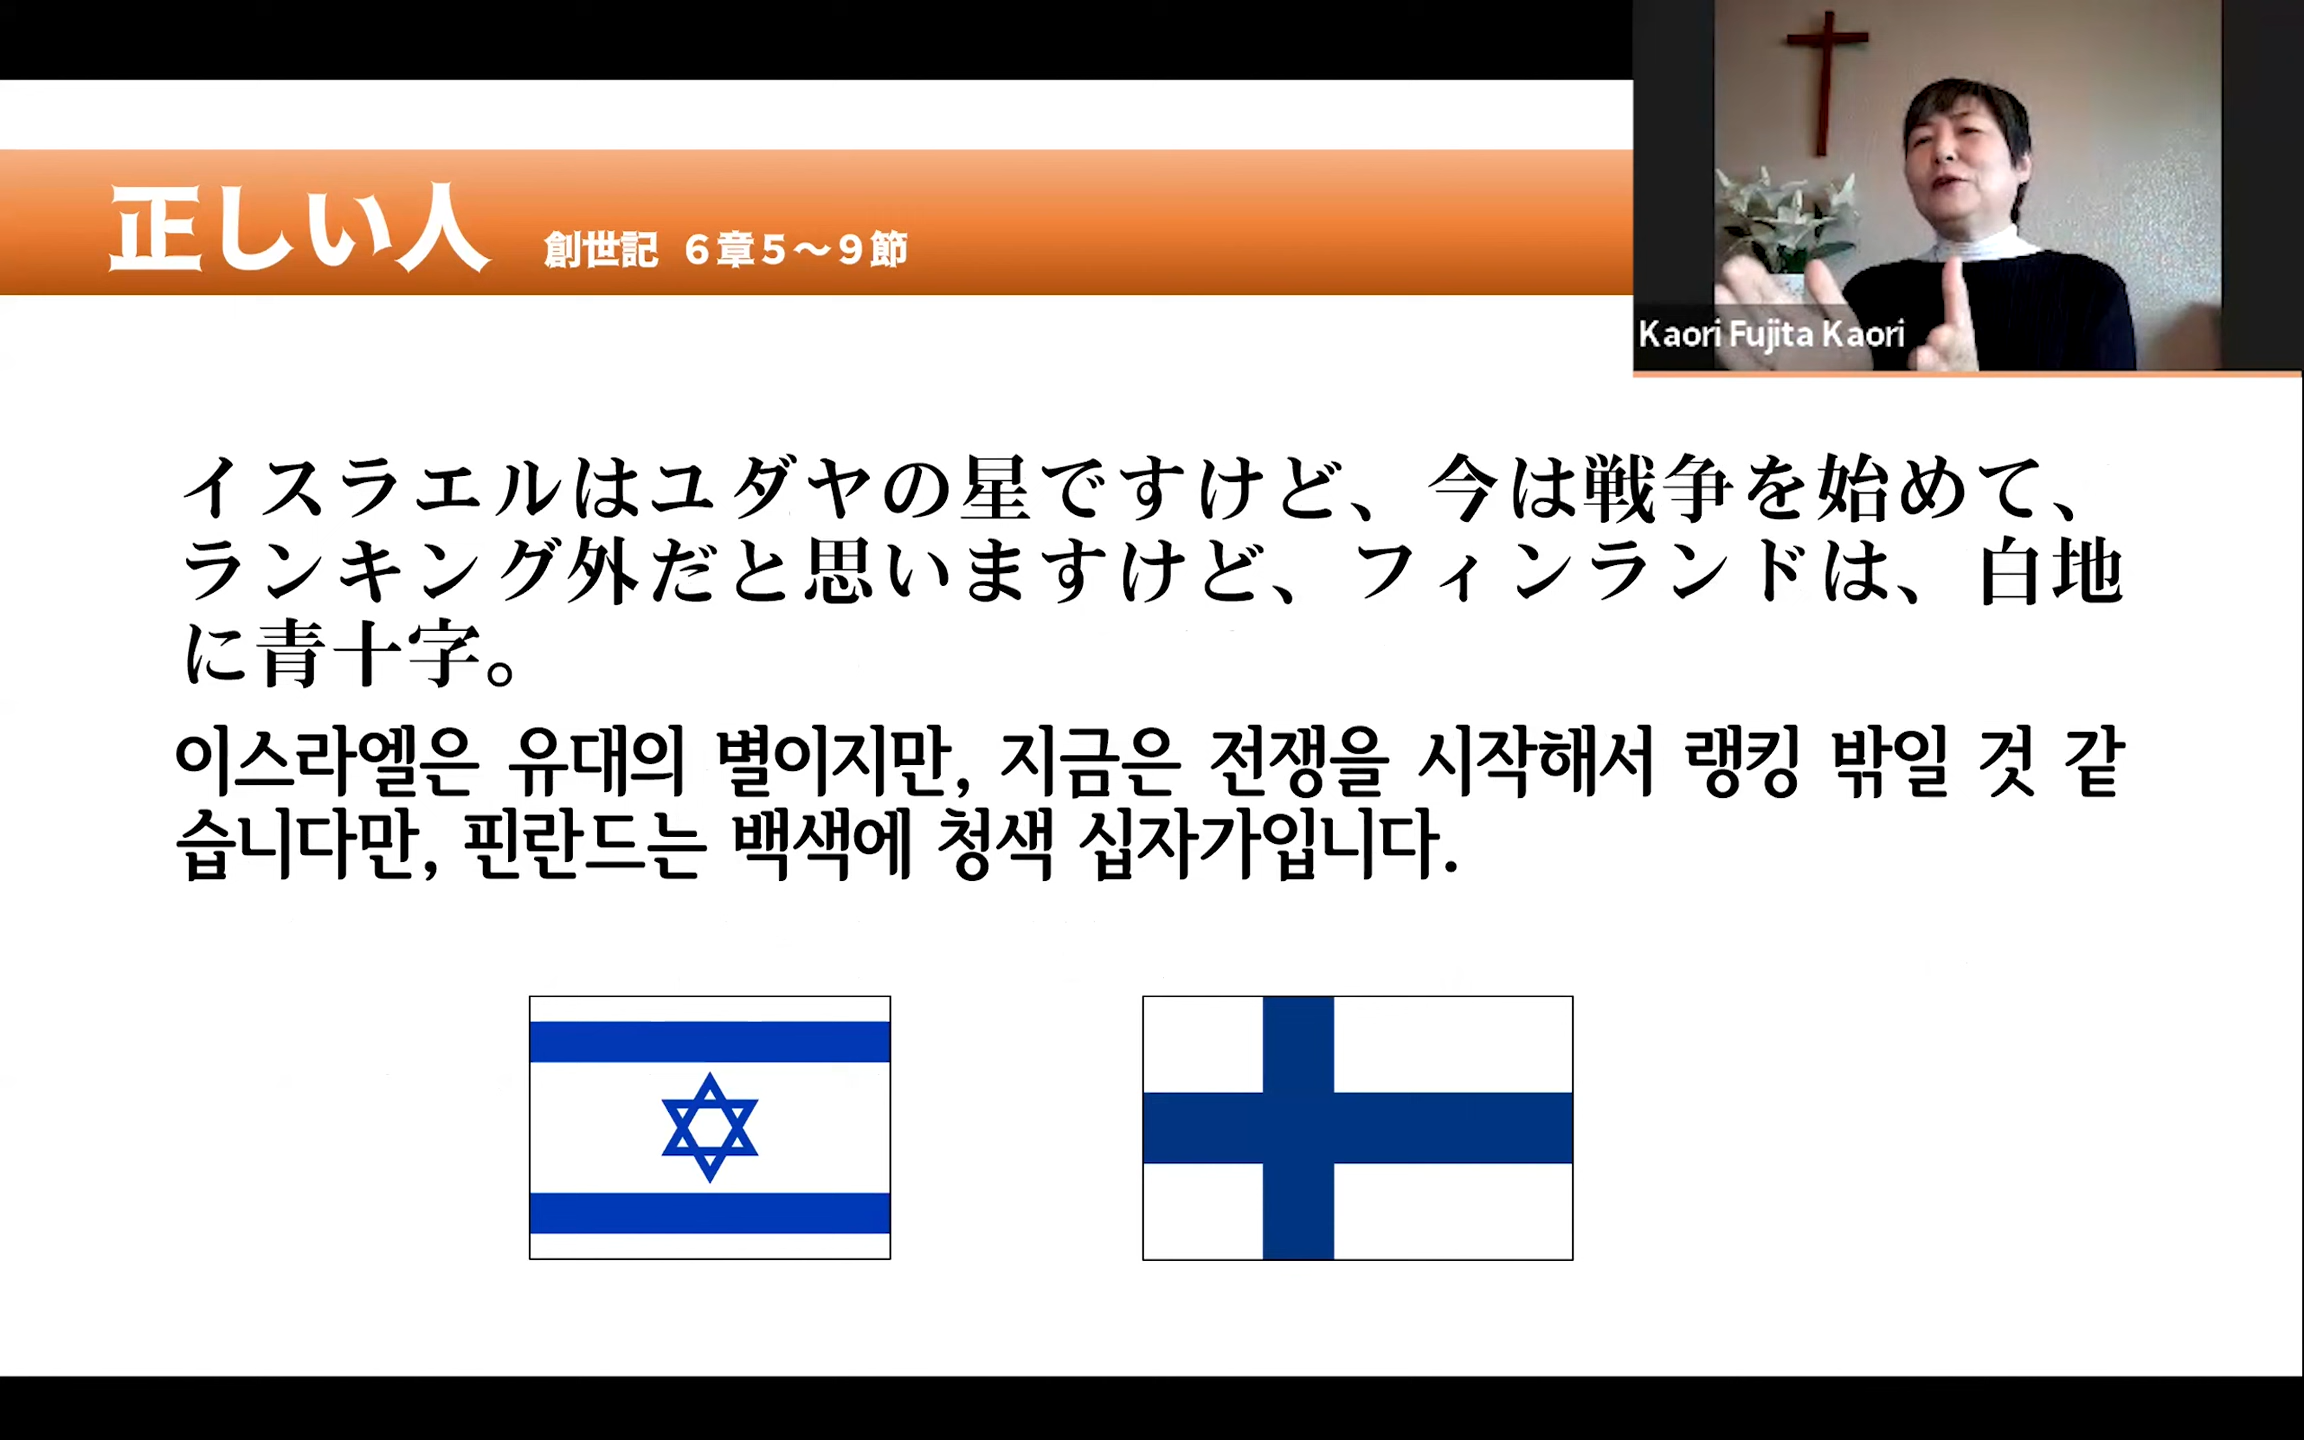 正しい人 創世記 6章5～9節
Kaori Fujita Kaori
イスラエルはユダヤの星ですけど、今は戦争を始めて、
ランキング外だと思いますけど、フィンランドは、白地
に青十字。
이스라엘은 유대의 별이지만, 지금은 전쟁을 시작해서 랭킹 밖일 것 같
습니다만, 핀란드는 백색에 청색 십자가입니다.